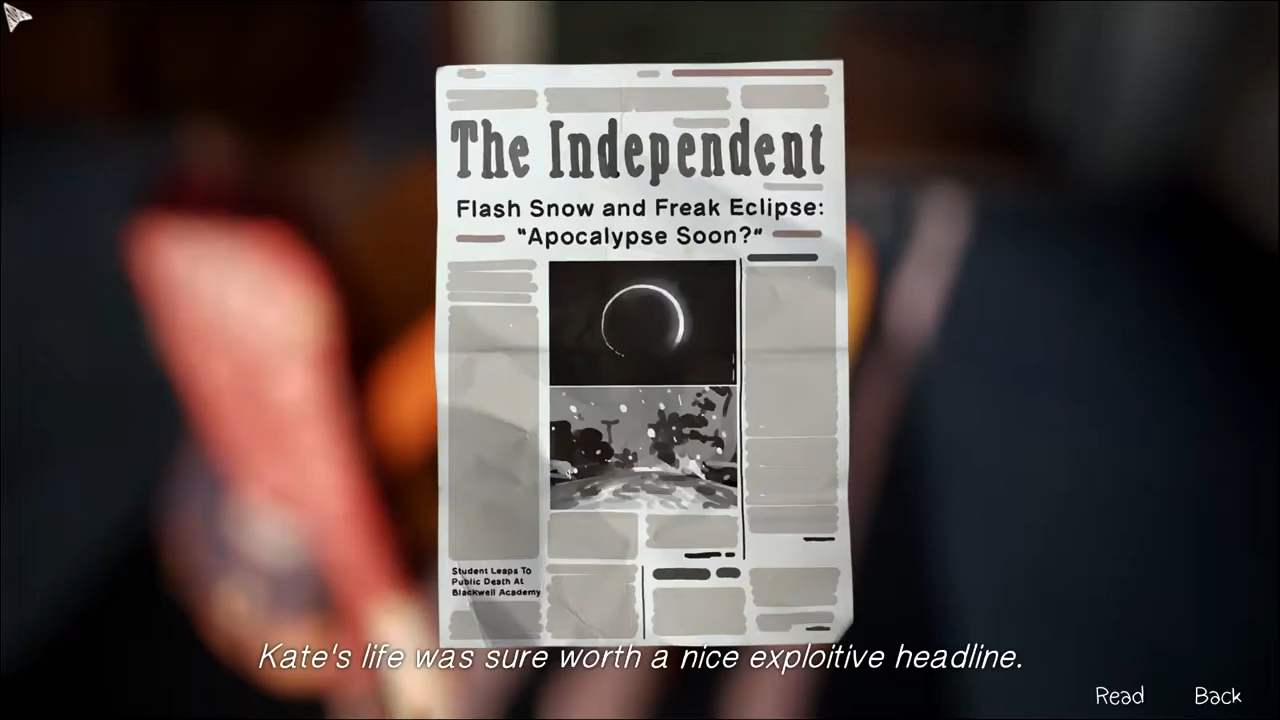 The Independent
Flash Snow and Freak Eclipse:
"Apocalypse Soon?"
Student Leaps To
Public Death At
Blackwell Academy
Kate's life was sure worth a nice exploitive headline.
Read
Back